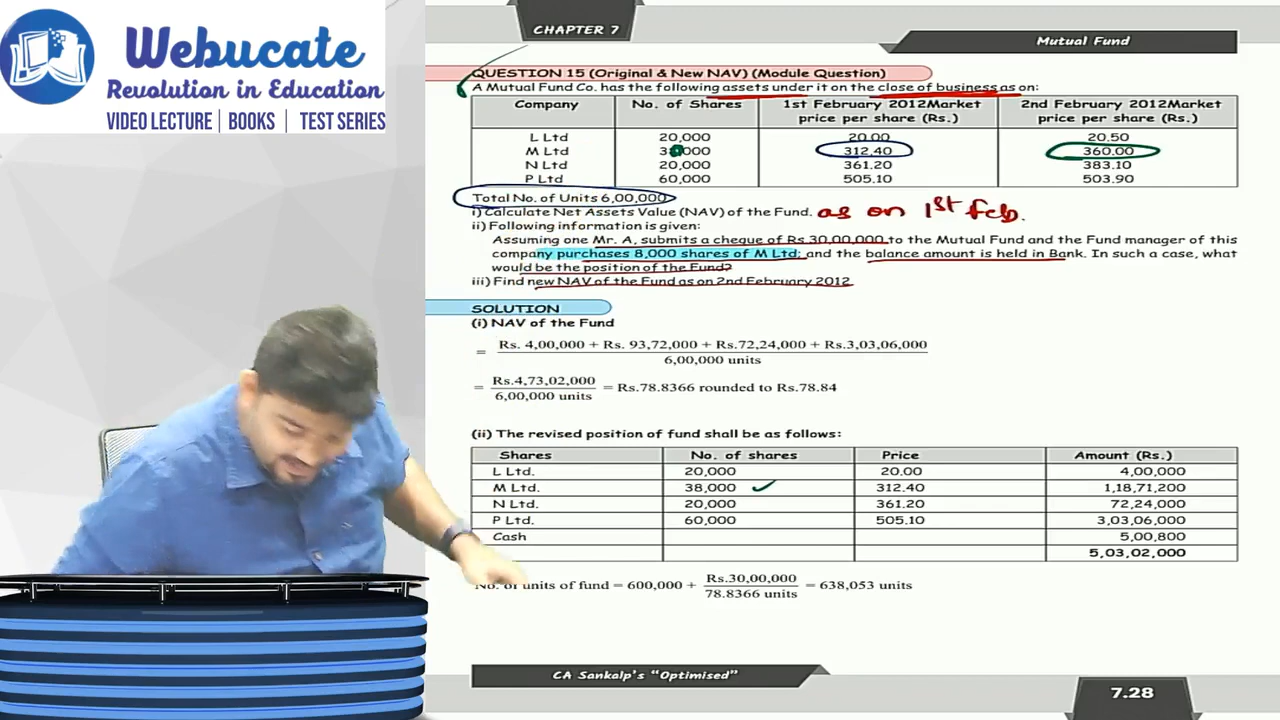 Webucate
Revolution in Education
VIDEO LECTURE | BOOKS | TEST SERIES
CHAPTER 7
Mutual Fund
QUESTION 15 (Original & New NAV) (Module Question)
A Mutual Fund Co. has the following assets under it on the close of business as on:
Company No. of Shares 1st February 2012Market price per share (Rs.) 2nd February 2012Market price per share (Rs.)
L Ltd 20,000 20.00 20.50
M Ltd 312.40 360.00
N Ltd 20,000 361.20 383.10
P Ltd 60,000 505.10 503.90
Total No. of Units 6,00,000
i) Calculate Net Assets Value (NAV) of the Fund. as on 1st Feb.
ii) Following information is given:
Assuming one Mr. A, submits a cheque of Rs.30,00,000 to the Mutual Fund and the Fund manager of this
company purchases 8,000 shares of M Ltd; and the balance amount is held in Bank. In such a case, what
would be the position of the Fund?
iii) Find new NAV of the Fund as on 2nd February 2012
SOLUTION
(i) NAV of the Fund
= Rs. 4,00,000 + Rs. 93,72,000 + Rs.72,24,000 + Rs.3,03,06,000
6,00,000 units
= Rs.4,73,02,000 = Rs.78.8366 rounded to Rs.78.84
6,00,000 units
(ii) The revised position of fund shall be as follows:
Shares No. of shares Price Amount (Rs.)
L Ltd. 20,000 20.00 4,00,000
M Ltd. 38,000 312.40 1,18,71,200
N Ltd. 20,000 361.20 72,24,000
P Ltd. 60,000 505.10 3,03,06,000
Cash 5,00,800
5,03,02,000
No. of units of fund = 600,000 + Rs.30,00,000 = 638,053 units
78.8366 units
CA Sankalp's "Optimised"
7.28